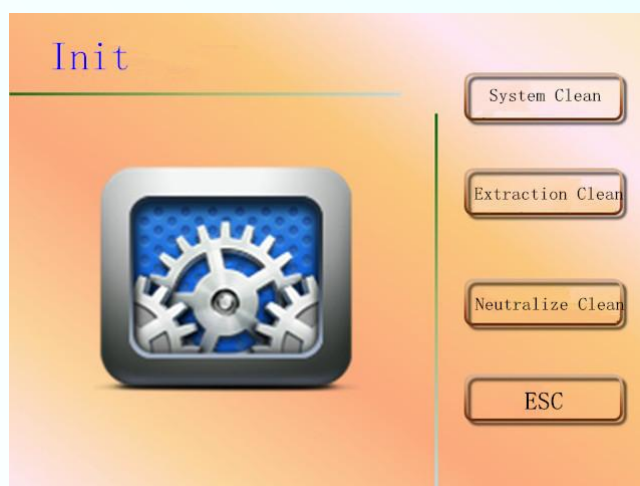 Init
System Clean
Extraction Clean
Neutralize Clean
ESC